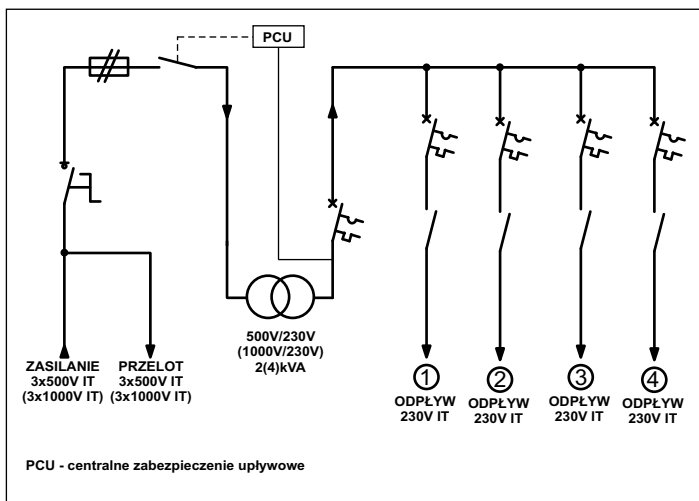 PCU
500V/230V
(1000V/230V)
2(4)kVA
ZASILANIE
3x500V IT
(3x1000V IT)
PRZELOT
3x500V IT
(3x1000V IT)
1
ODPŁYW
230V IT
2
ODPŁYW
230V IT
3
ODPŁYW
230V IT
4
ODPŁYW
230V IT
PCU - centralne zabezpieczenie upływowe